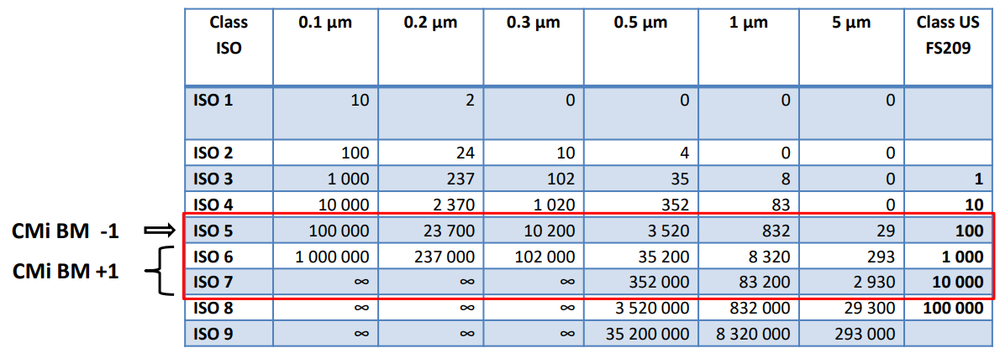 Class ISO 0.1 µm 0.2 µm 0.3 µm 0.5 µm 1 µm 5 µm Class US FS209
ISO 1 10 2 0 0 0 0
ISO 2 100 24 10 4 0 0
ISO 3 1 000 237 102 35 8 0 1
ISO 4 10 000 2 370 1 020 352 83 0 10
CMi BM -1 ⇒ ISO 5 100 000 23 700 10 200 3 520 832 29 100
CMi BM +1 ISO 6 1 000 000 237 000 102 000 35 200 8 320 293 1 000
ISO 7 ∞ ∞ ∞ 352 000 83 200 2 930 10 000
ISO 8 ∞ ∞ ∞ 3 520 000 832 000 29 300 100 000
ISO 9 ∞ ∞ ∞ 35 200 000 8 320 000 293 000